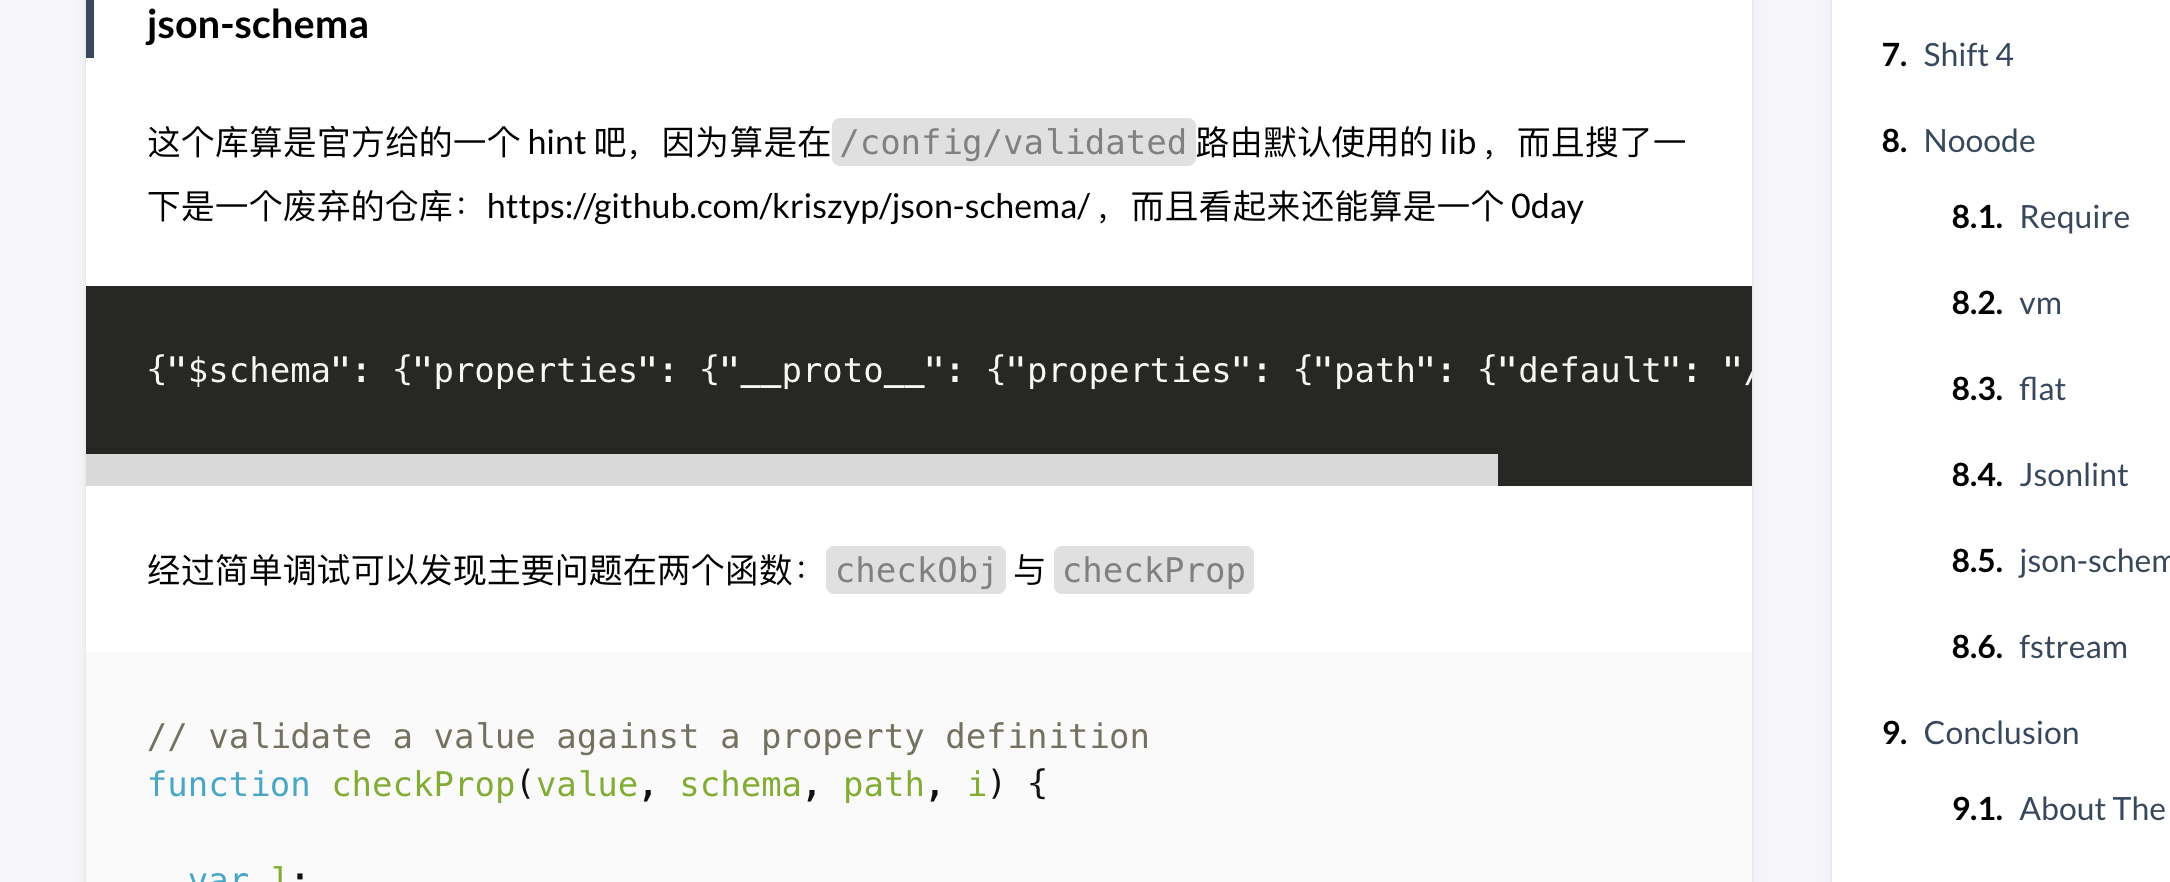 json-schema
这个库算是官方给的一个 hint 吧，因为算是在 /config/validated 路由默认使用的 lib ，而且搜了一
下是一个废弃的仓库：https://github.com/kriszyp/json-schema/ ，而且看起来还能算是一个 0day
{"$schema": {"properties": {"__proto__": {"properties": {"path": {"default": "/
经过简单调试可以发现主要问题在两个函数： checkObj 与 checkProp
// validate a value against a property definition
function checkProp(value, schema, path, i) {
var l;
7. Shift 4
8. Nooode
8.1. Require
8.2. vm
8.3. flat
8.4. Jsonlint
8.5. json-schem
8.6. fstream
9. Conclusion
9.1. About The